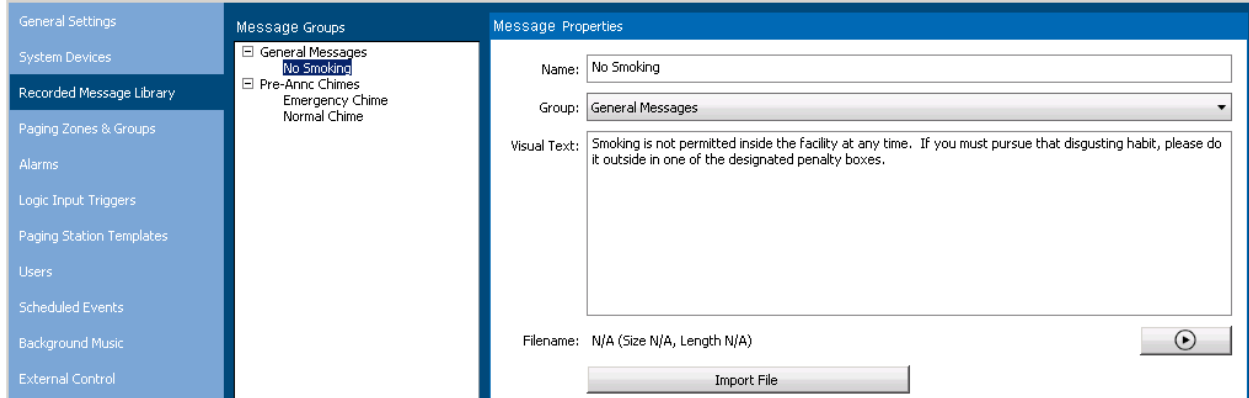 General Settings
System Devices
Recorded Message Library
Paging Zones & Groups
Alarms
Logic Input Triggers
Paging Station Templates
Users
Scheduled Events
Background Music
External Control
Message Groups
General Messages
No Smoking
Pre-Annc Chimes
Emergency Chime
Normal Chime
Message Properties
Name: No Smoking
Group: General Messages
Visual Text: Smoking is not permitted inside the facility at any time.  If you must pursue that disgusting habit, please do
it outside in one of the designated penalty boxes.
Filename: N/A (Size N/A, Length N/A)
Import File